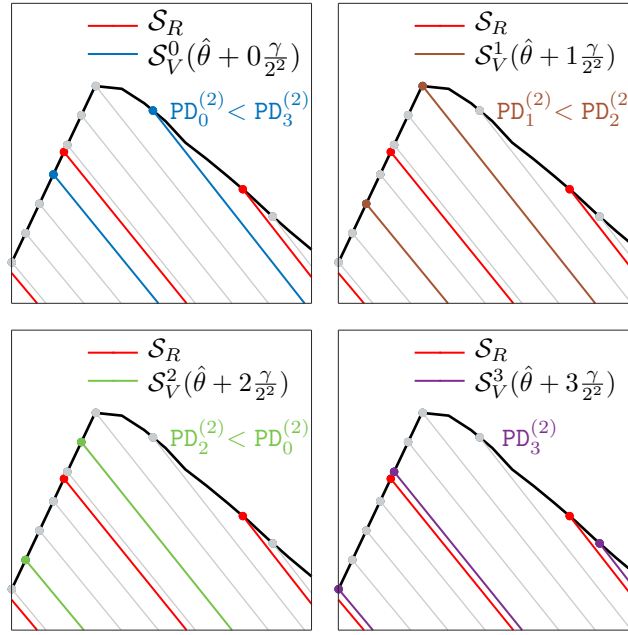 𝒮_R
𝒮_V^0(θ̂ + 0 γ/2²)
PD_0^(2) < PD_3^(2)
𝒮_R
𝒮_V^1(θ̂ + 1 γ/2²)
PD_1^(2) < PD_2^(2)
𝒮_R
𝒮_V^2(θ̂ + 2 γ/2²)
PD_2^(2) < PD_0^(2)
𝒮_R
𝒮_V^3(θ̂ + 3 γ/2²)
PD_3^(2)